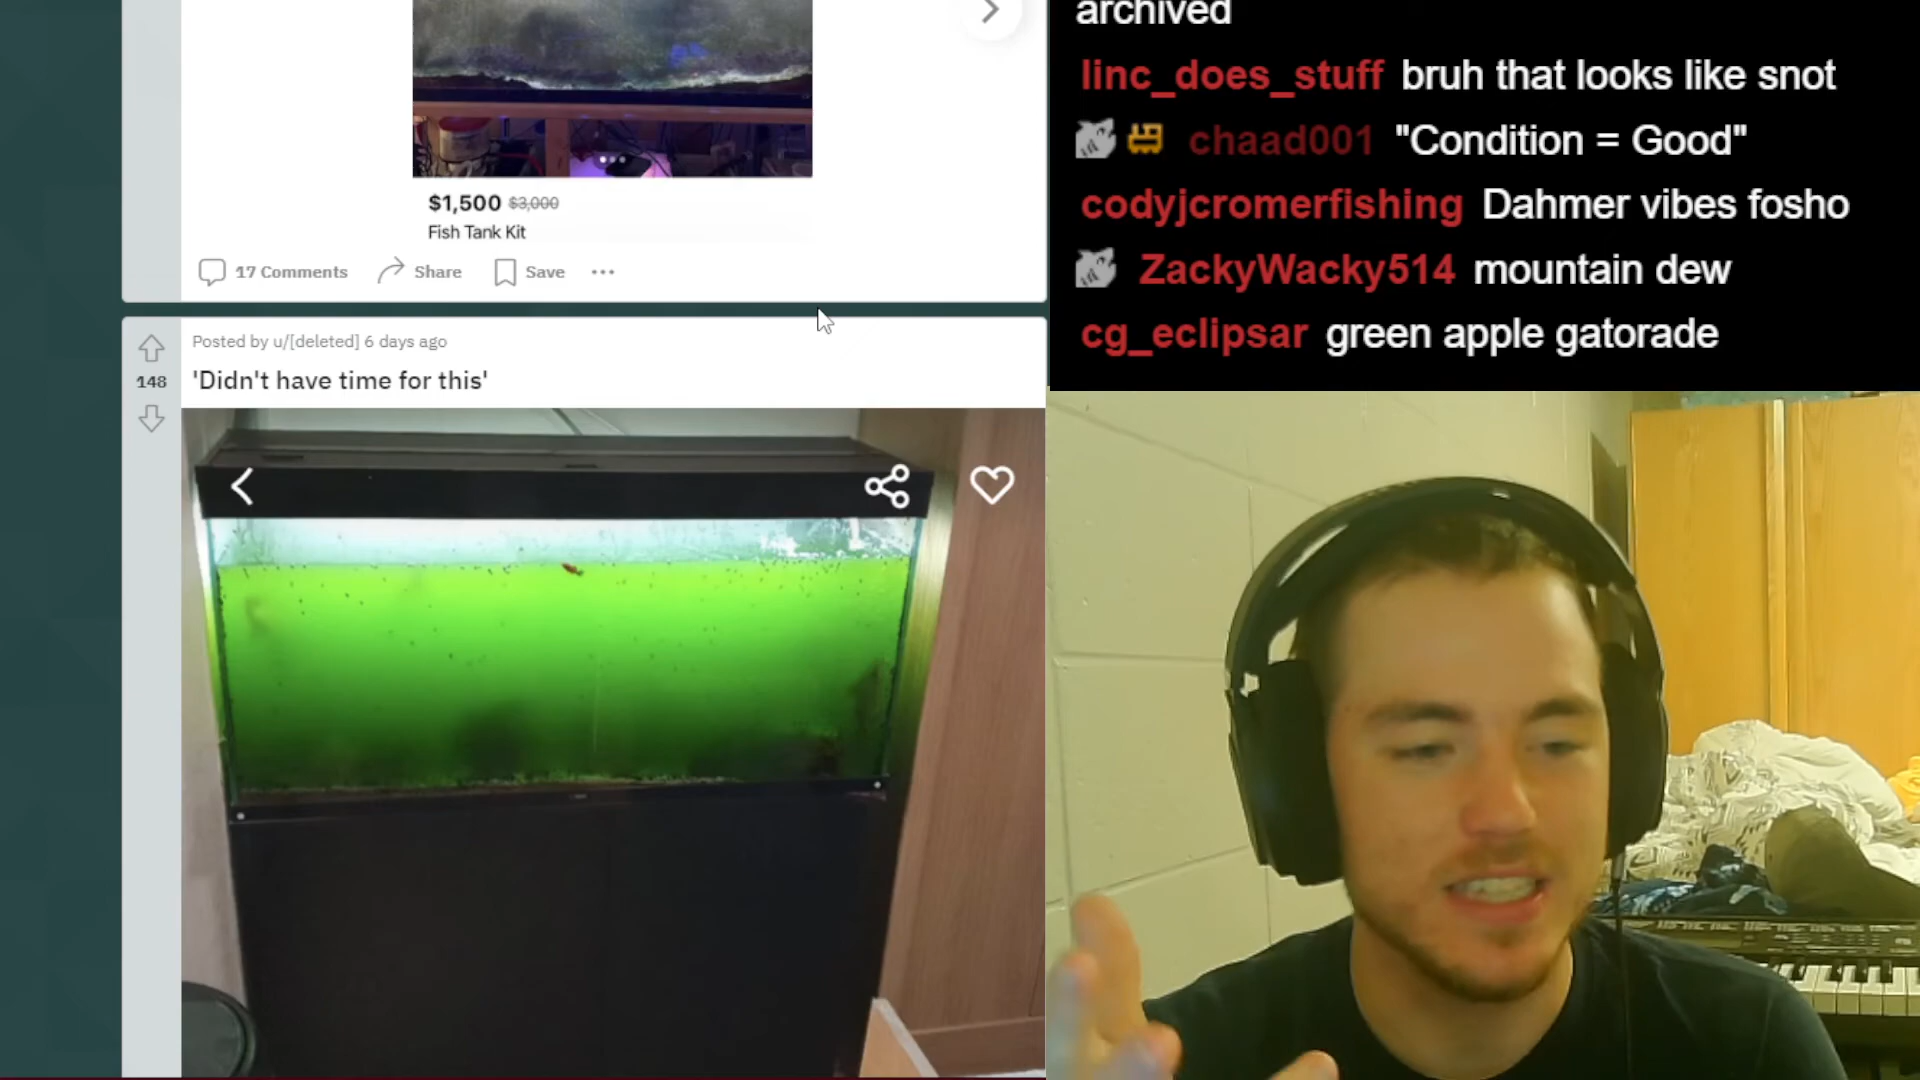 $1,500 $3,000
Fish Tank Kit
17 Comments Share Save
Posted by u/[deleted] 6 days ago
148
'Didn't have time for this'
archived
linc_does_stuff bruh that looks like snot
chaad001 "Condition = Good"
codyjcromerfishing Dahmer vibes fosho
ZackyWacky514 mountain dew
cg_eclipsar green apple gatorade